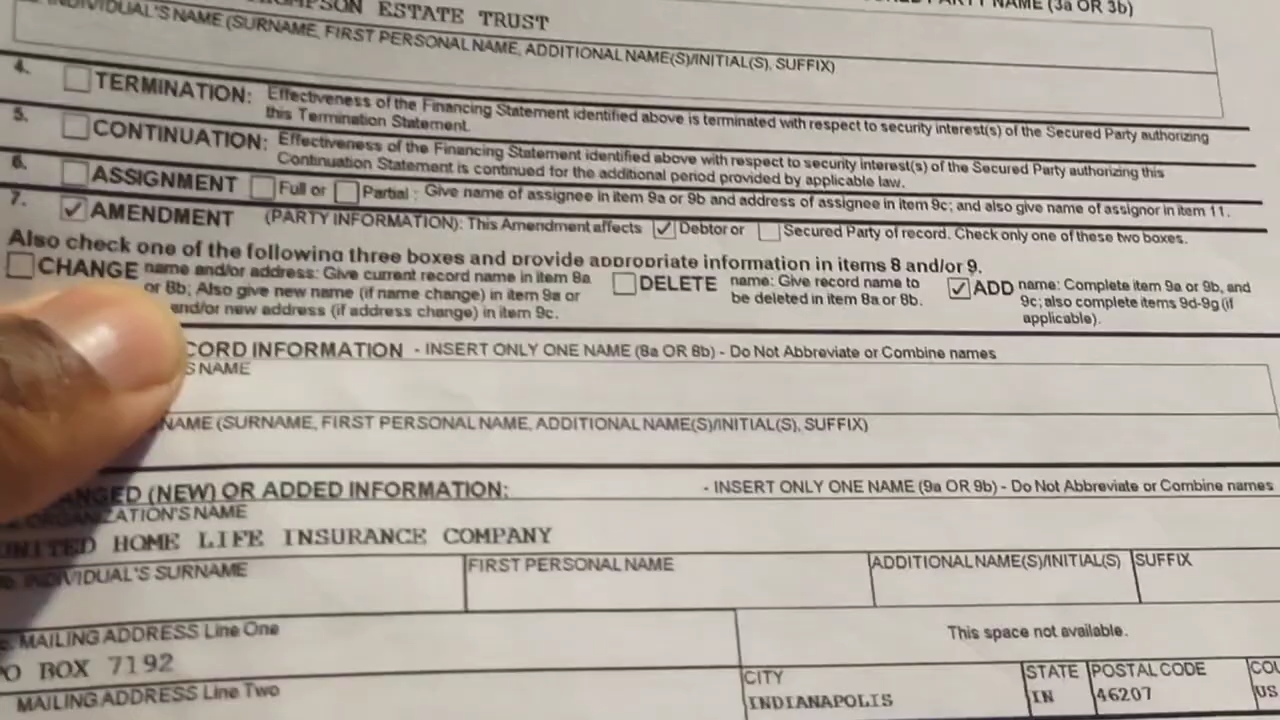 ESTATE TRUST
PARTY NAME (3a OR 3b)
INDIVIDUAL'S NAME (SURNAME, FIRST PERSONAL NAME, ADDITIONAL NAME(S)/INITIAL(S), SUFFIX)
4. TERMINATION: Effectiveness of the Financing Statement identified above is terminated with respect to security interest(s) of the Secured Party authorizing
this Termination Statement.
5. CONTINUATION: Effectiveness of the Financing Statement identified above with respect to security interest(s) of the Secured Party authorizing this
Continuation Statement is continued for the additional period provided by applicable law.
6. ASSIGNMENT Full or Partial : Give name of assignee in item 9a or 9b and address of assignee in item 9c; and also give name of assignor in item 11.
7. AMENDMENT (PARTY INFORMATION): This Amendment affects Debtor or Secured Party of record. Check only one of these two boxes.
Also check one of the following three boxes and provide appropriate information in items 8 and/or 9.
CHANGE name and/or address: Give current record name in item 8a
or 8b; Also give new name (if name change) in item 9a or
and/or new address (if address change) in item 9c.
DELETE name: Give record name to
be deleted in item 8a or 8b.
ADD name: Complete item 9a or 9b, and
9c; also complete items 9d-9g (if
applicable).
CORD INFORMATION - INSERT ONLY ONE NAME (8a OR 8b) - Do Not Abbreviate or Combine names
S NAME
NAME (SURNAME, FIRST PERSONAL NAME, ADDITIONAL NAME(S)/INITIAL(S), SUFFIX)
ANGED (NEW) OR ADDED INFORMATION: - INSERT ONLY ONE NAME (9a OR 9b) - Do Not Abbreviate or Combine names
ORGANIZATION'S NAME
UNITED HOME LIFE INSURANCE COMPANY
INDIVIDUAL'S SURNAME
FIRST PERSONAL NAME
ADDITIONAL NAME(S)/INITIAL(S)
SUFFIX
MAILING ADDRESS Line One
O BOX 7192
This space not available.
MAILING ADDRESS Line Two
CITY
INDIANAPOLIS
STATE
IN
POSTAL CODE
46207
COU
US